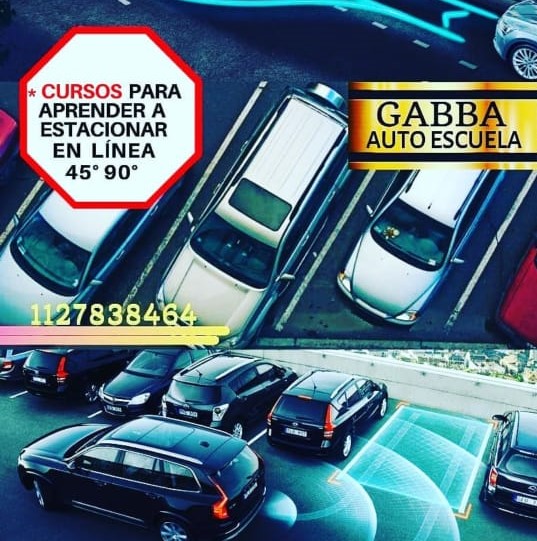 * CURSOS PARA
APRENDER A
ESTACIONAR
EN LÍNEA
45° 90°
GABBA
AUTO ESCUELA
1127838464